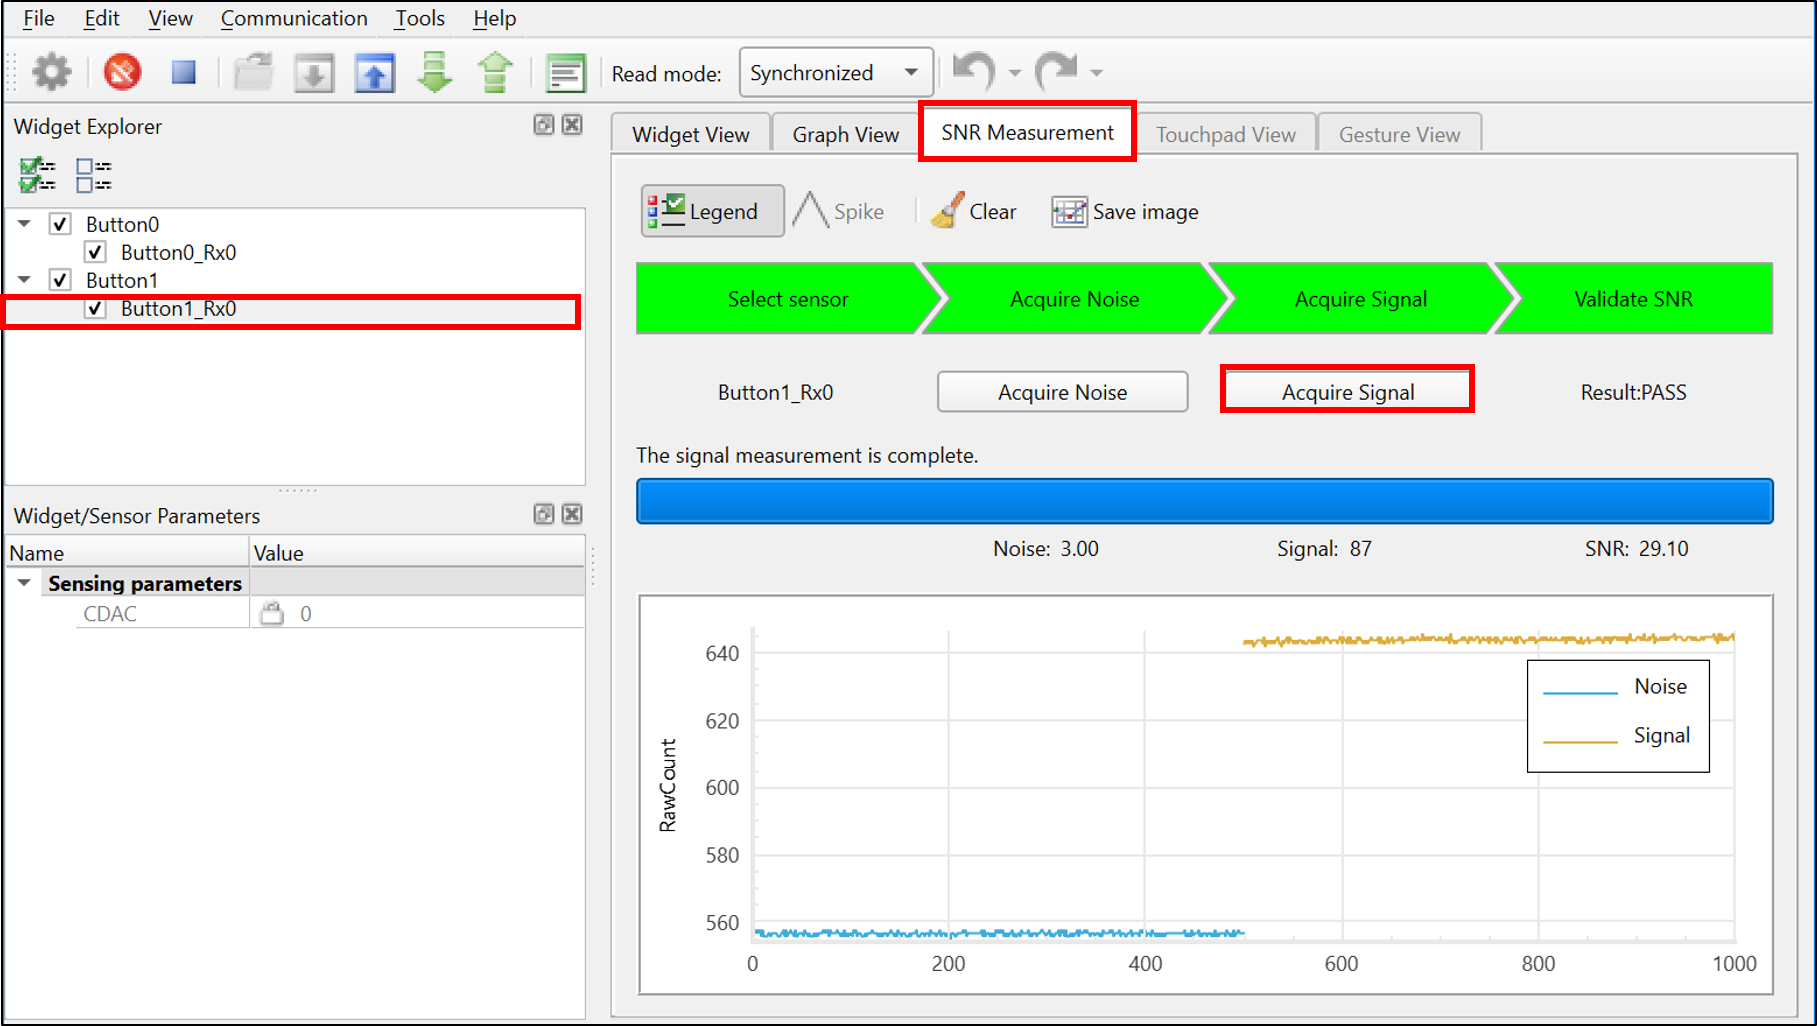 File Edit View Communication Tools Help
Read mode: Synchronized
Widget Explorer
Button0
Button0_Rx0
Button1
Button1_Rx0
Widget/Sensor Parameters
Name Value
Sensing parameters
CDAC 0
Widget View Graph View SNR Measurement Touchpad View Gesture View
Legend Spike Clear Save image
Select sensor Acquire Noise Acquire Signal Validate SNR
Button1_Rx0 Acquire Noise Acquire Signal Result:PASS
The signal measurement is complete.
Noise: 3.00 Signal: 87 SNR: 29.10
RawCount
640
620
600
580
560
0 200 400 600 800 1000
Noise
Signal